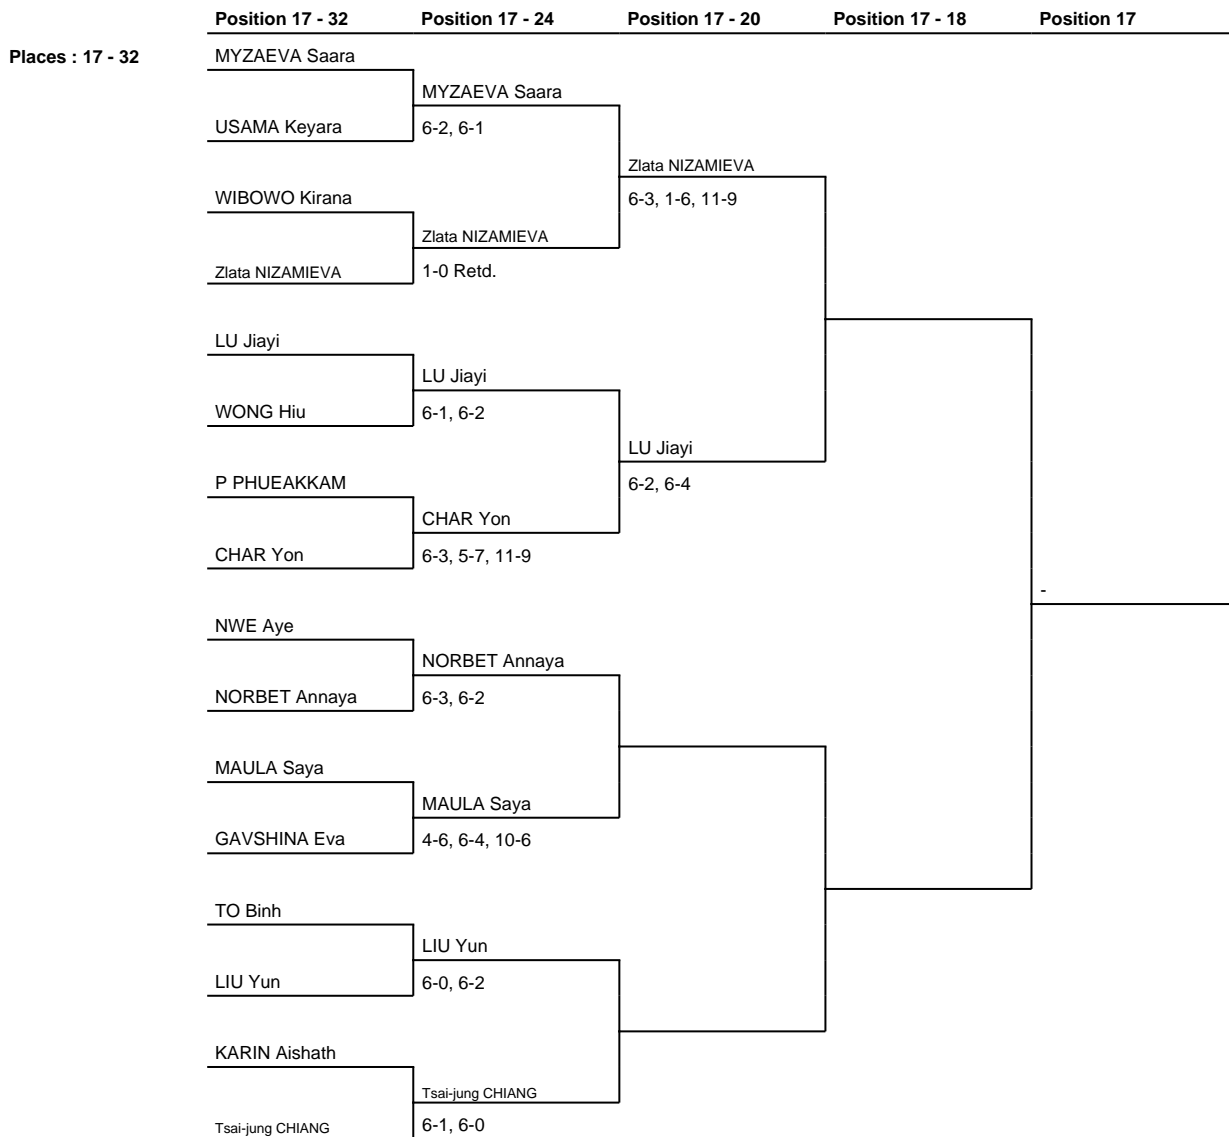 Position 17 - 32 Position 17 - 24 Position 17 - 20 Position 17 - 18 Position 17
Places : 17 - 32 MYZAEVA Saara
MYZAEVA Saara
USAMA Keyara 6-2, 6-1
Zlata NIZAMIEVA
WIBOWO Kirana 6-3, 1-6, 11-9
Zlata NIZAMIEVA
Zlata NIZAMIEVA 1-0 Retd.
LU Jiayi
LU Jiayi
WONG Hiu 6-1, 6-2
LU Jiayi
P PHUEAKKAM 6-2, 6-4
CHAR Yon
CHAR Yon 6-3, 5-7, 11-9
-
NWE Aye
NORBET Annaya
NORBET Annaya 6-3, 6-2
MAULA Saya
MAULA Saya
GAVSHINA Eva 4-6, 6-4, 10-6
TO Binh
LIU Yun
LIU Yun 6-0, 6-2
KARIN Aishath
Tsai-jung CHIANG
Tsai-jung CHIANG 6-1, 6-0